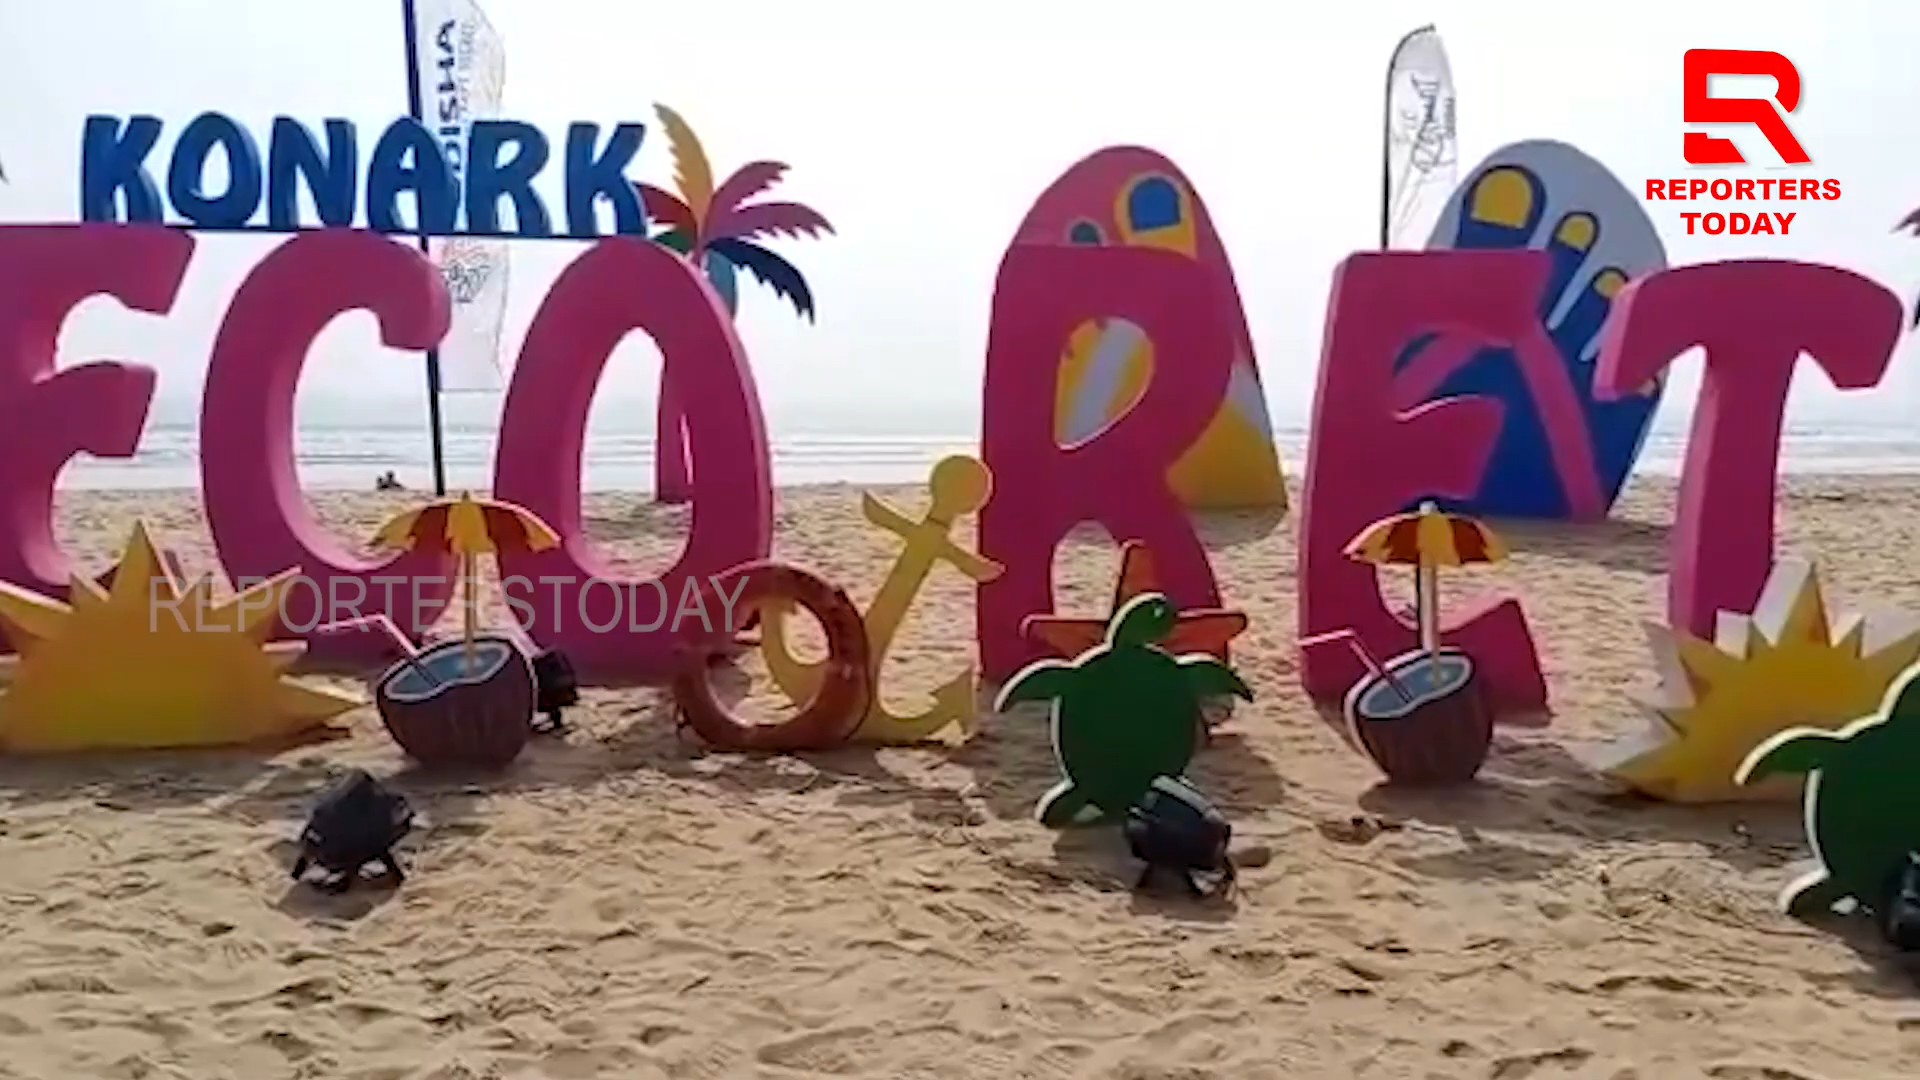 KONARK
ECO RET
ODISHA
REPORTERS
TODAY
REPORTERSTODAY